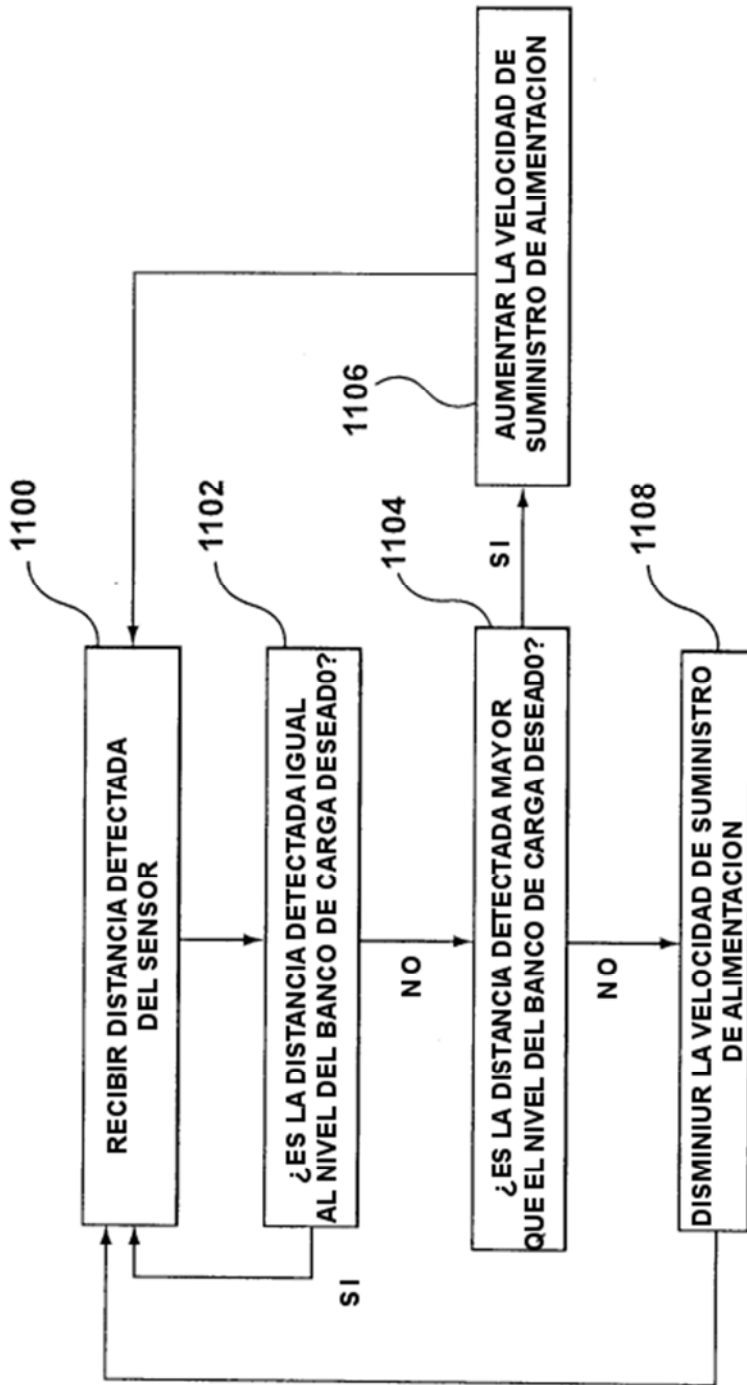 1100
RECIBIR DISTANCIA DETECTADA
DEL SENSOR
1102
¿ES LA DISTANCIA DETECTADA IGUAL
AL NIVEL DEL BANCO DE CARGA DESEADO?
SI
NO
1104
¿ES LA DISTANCIA DETECTADA MAYOR
QUE EL NIVEL DEL BANCO DE CARGA DESEAD0?
SI
1106
AUMENTAR LA VELOCIDAD DE
SUMINISTRO DE ALIMENTACION
NO
1108
DISMINIUR LA VELOCIDAD DE SUMINISTRO
DE ALIMENTACION